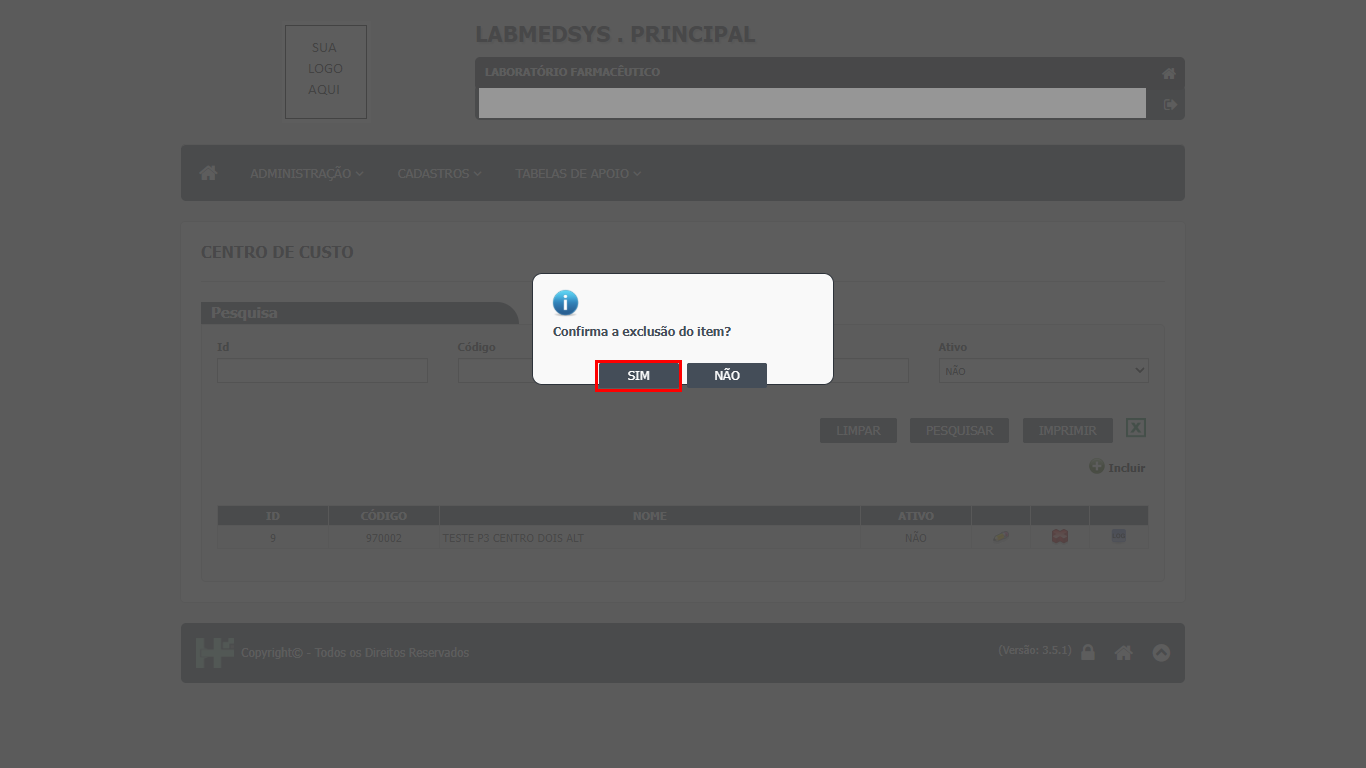 SUA
LOGO
AQUI
LABMEDSYS . PRINCIPAL
LABORATÓRIO FARMACÊUTICO
ADMINISTRAÇÃO
CADASTROS
TABELAS DE APOIO
CENTRO DE CUSTO
Pesquisa
Id
Código
Ativo
NÃO
Confirma a exclusão do item?
SIM
NÃO
LIMPAR
PESQUISAR
IMPRIMIR
Incluir
ID CÓDIGO NOME ATIVO
9 970002 TESTE P3 CENTRO DOIS ALT NÃO
Copyright© - Todos os Direitos Reservados
(Versão: 3.5.1)